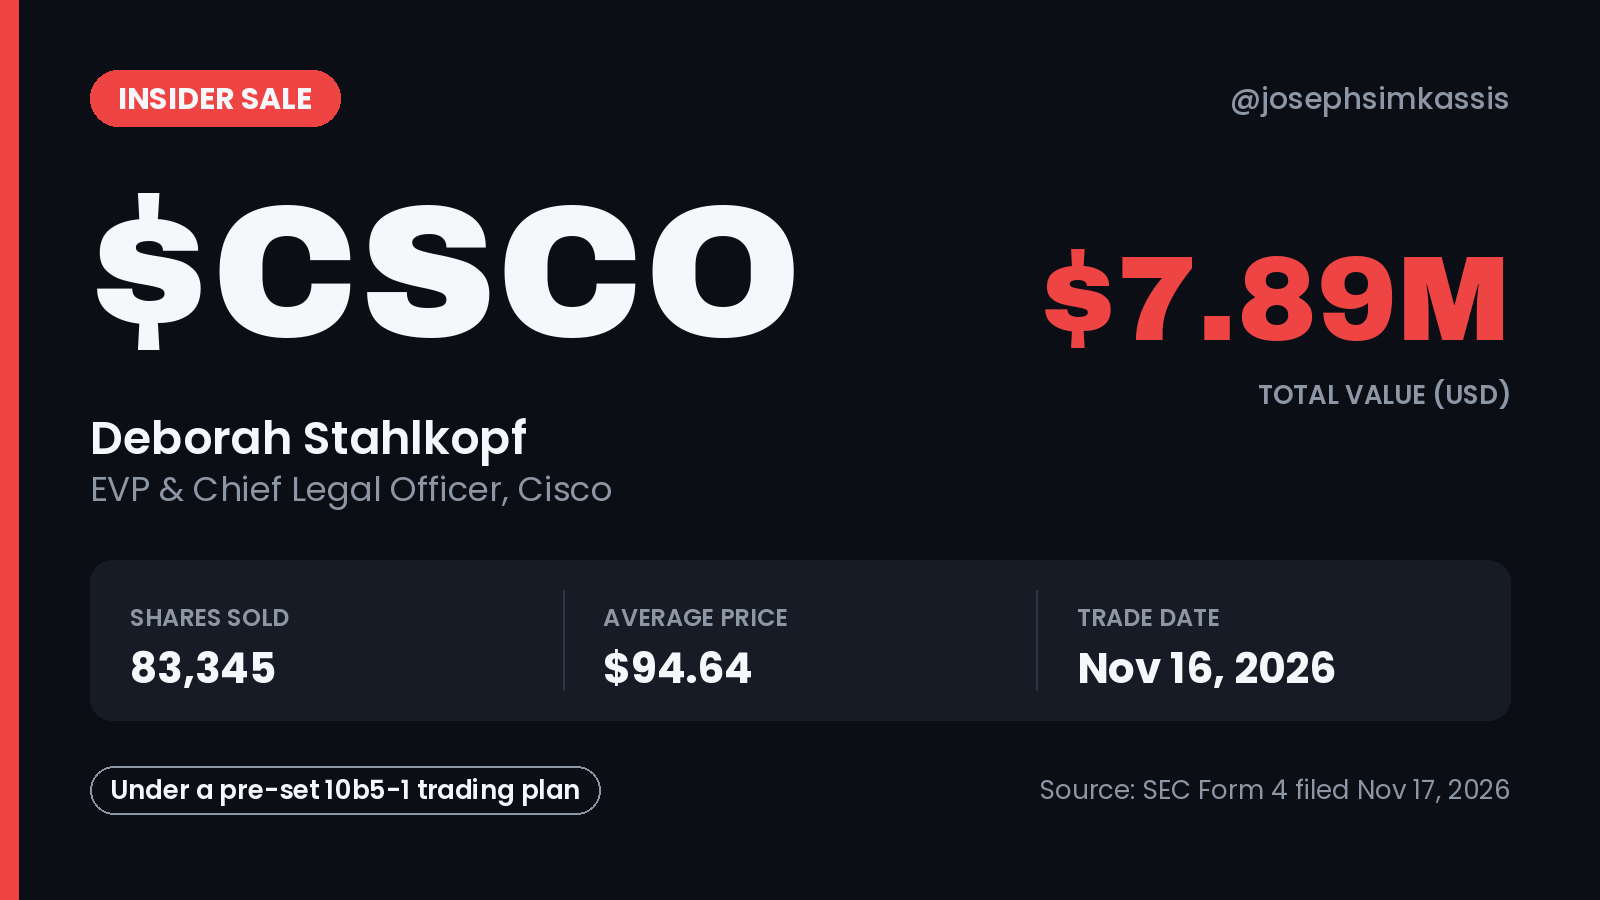 INSIDER SALE
@josephsimkassis
$CSCO
$7.89M
TOTAL VALUE (USD)
Deborah Stahlkopf
EVP & Chief Legal Officer, Cisco
SHARES SOLD
83,345
AVERAGE PRICE
$94.64
TRADE DATE
Nov 16, 2026
Under a pre-set 10b5-1 trading plan
Source: SEC Form 4 filed Nov 17, 2026